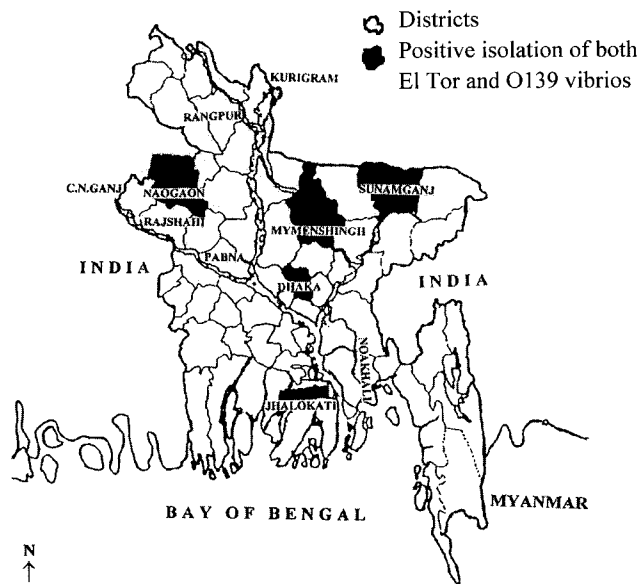 Districts
Positive isolation of both
El Tor and O139 vibrios
KURIGRAM
RANGPUR
C.N.GANJ
NAOGAON
SUNAMGANJ
RAJSHAHI
MYMENSHINGH
PABNA
INDIA
DHAKA
INDIA
NOAKHALI
JHALOKATI
MYANMAR
BAY OF BENGAL
N